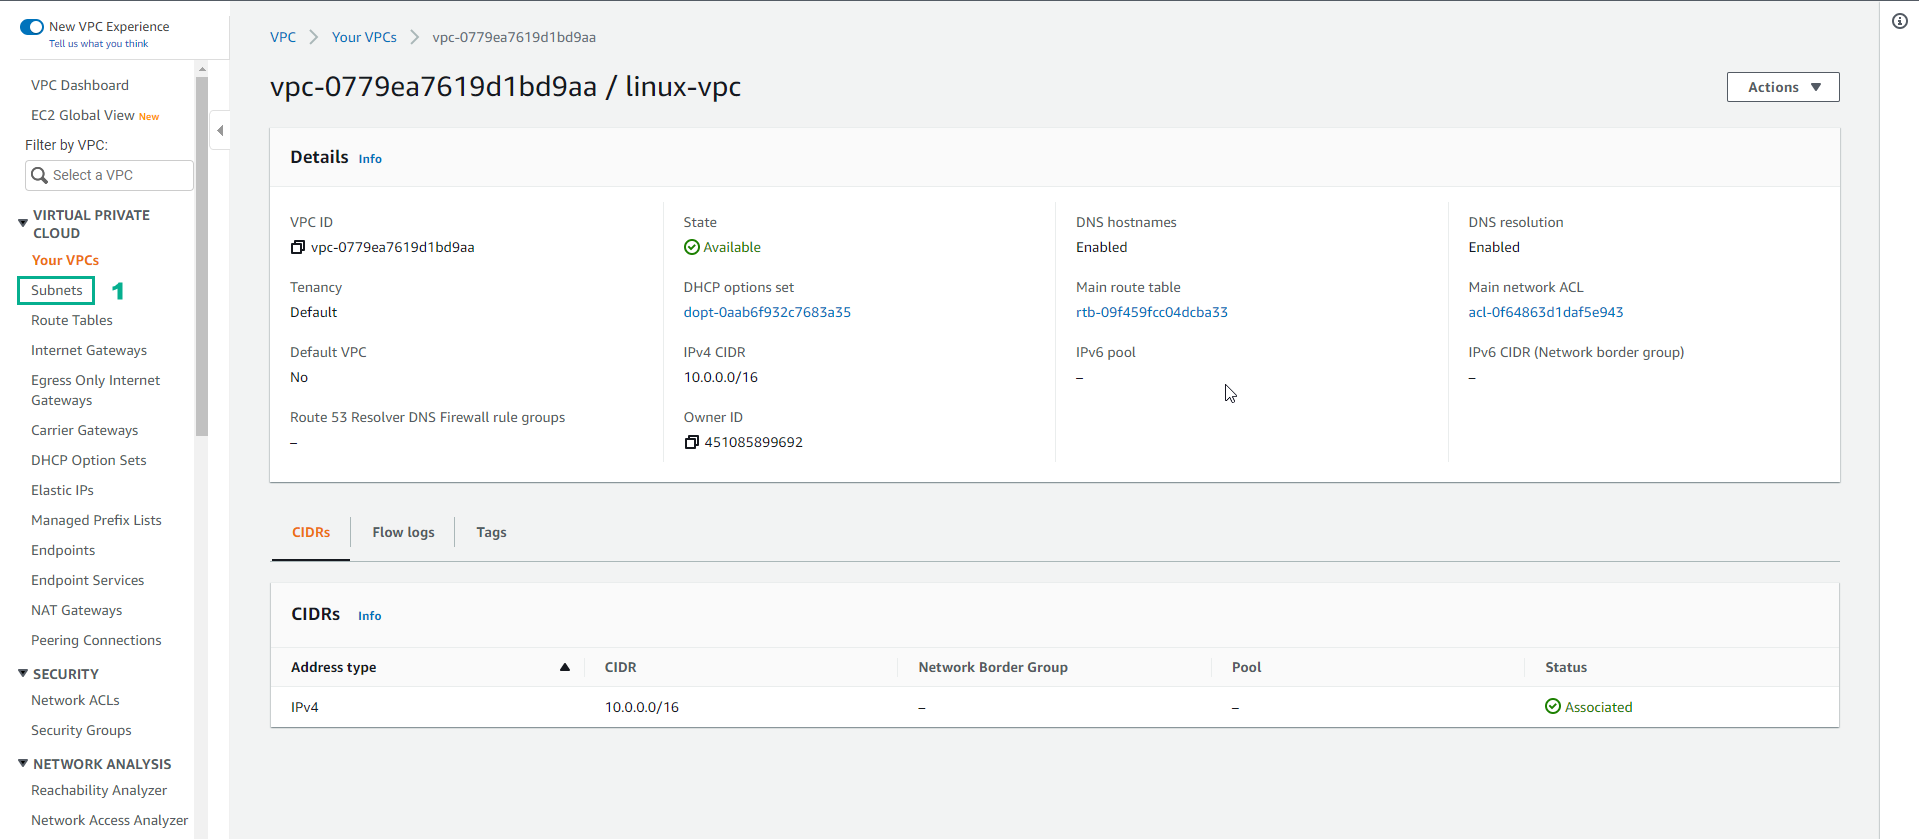 New VPC Experience
Tell us what you think
VPC Dashboard
EC2 Global View New
Filter by VPC:
Select a VPC
VIRTUAL PRIVATE
CLOUD
Your VPCs
Subnets 1
Route Tables
Internet Gateways
Egress Only Internet
Gateways
Carrier Gateways
DHCP Option Sets
Elastic IPs
Managed Prefix Lists
Endpoints
Endpoint Services
NAT Gateways
Peering Connections
SECURITY
Network ACLs
Security Groups
NETWORK ANALYSIS
Reachability Analyzer
Network Access Analyzer
VPC Your VPCs vpc-0779ea7619d1bd9aa
vpc-0779ea7619d1bd9aa / linux-vpc
Actions
Details Info
VPC ID
vpc-0779ea7619d1bd9aa
State
Available
DNS hostnames
Enabled
DNS resolution
Enabled
Tenancy
Default
DHCP options set
dopt-0aab6f932c7683a35
Main route table
rtb-09f459fcc04dcba33
Main network ACL
acl-0f64863d1daf5e943
Default VPC
No
IPv4 CIDR
10.0.0.0/16
IPv6 pool
–
IPv6 CIDR (Network border group)
–
Route 53 Resolver DNS Firewall rule groups
–
Owner ID
451085899692
CIDRs Flow logs Tags
CIDRs Info
Address type CIDR Network Border Group Pool Status
IPv4 10.0.0.0/16 – – Associated